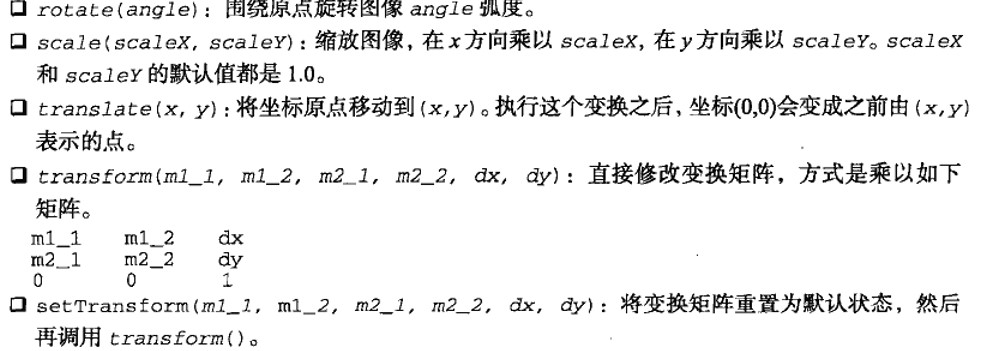 ❑ rotate(angle)：围绕原点旋转图像 angle 弧度。
❑ scale(scaleX, scaleY)：缩放图像，在 x 方向乘以 scaleX，在 y 方向乘以 scaleY。scaleX
和 scaleY 的默认值都是 1.0。
❑ translate(x, y)：将坐标原点移动到(x,y)。执行这个变换之后，坐标(0,0)会变成之前由(x,y)
表示的点。
❑ transform(m1_1, m1_2, m2_1, m2_2, dx, dy)：直接修改变换矩阵，方式是乘以如下
矩阵。
m1_1 m1_2 dx
m2_1 m2_2 dy
0 0 1
❑ setTransform(m1_1, m1_2, m2_1, m2_2, dx, dy)：将变换矩阵重置为默认状态，然后
再调用 transform()。